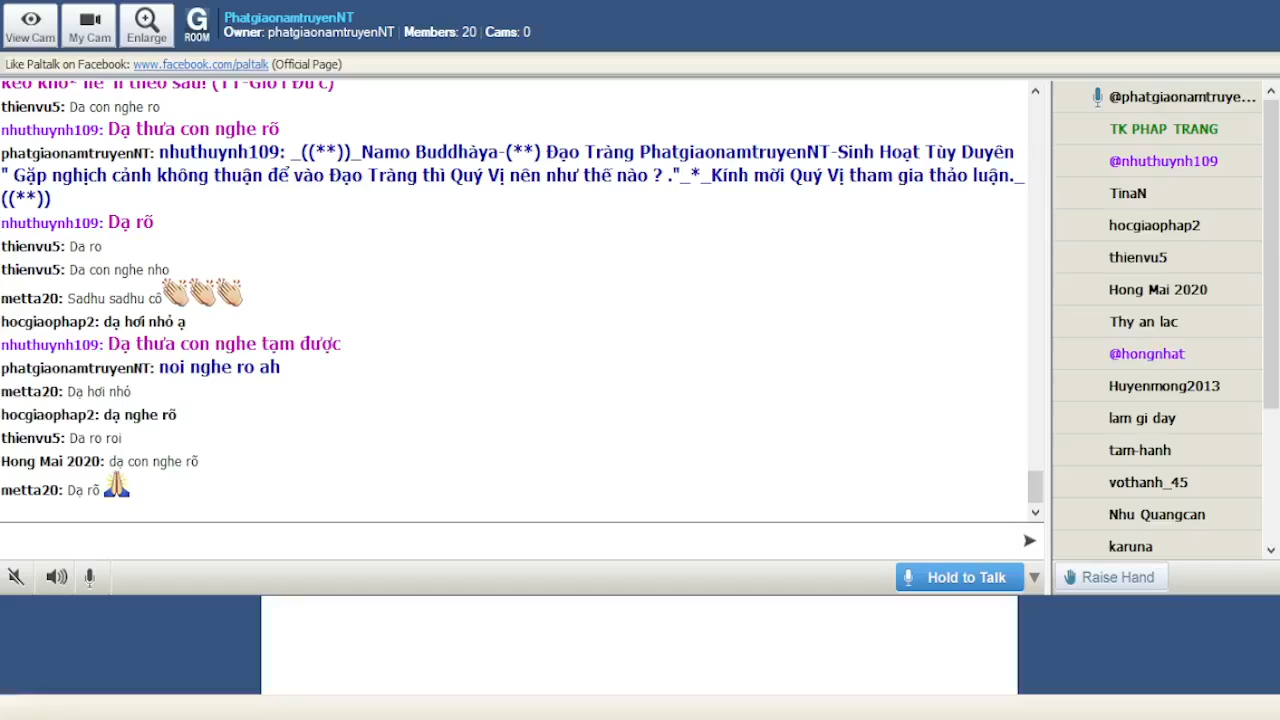 View Cam
My Cam
Enlarge
G
ROOM
PhatgiaonamtruyenNT
Owner: phatgiaonamtruyenNT | Members: 20 | Cams: 0
Like Paltalk on Facebook: www.facebook.com/paltalk (Official Page)
thienvu5: Da con nghe ro
nhuthuynh109: Dạ thưa con nghe rõ
phatgiaonamtruyenNT: nhuthuynh109: _((**))_Namo Buddhàya-(**) Đạo Tràng PhatgiaonamtruyenNT-Sinh Hoạt Tùy Duyên
" Gặp nghịch cảnh không thuận để vào Đạo Tràng thì Quý Vị nên như thế nào ? ."_*_Kính mời Quý Vị tham gia thảo luận._
((**))
nhuthuynh109: Dạ rõ
thienvu5: Da ro
thienvu5: Da con nghe nho
metta20: Sadhu sadhu cô
hocgiaophap2: dạ hơi nhỏ ạ
nhuthuynh109: Dạ thưa con nghe tạm được
phatgiaonamtruyenNT: noi nghe ro ah
metta20: Dạ hơi nhỏ
hocgiaophap2: dạ nghe rõ
thienvu5: Da ro roi
Hong Mai 2020: dạ con nghe rõ
metta20: Dạ rõ
Hold to Talk
@phatgiaonamtruye...
TK PHAP TRANG
@nhuthuynh109
TinaN
hocgiaophap2
thienvu5
Hong Mai 2020
Thy an lac
@hongnhat
Huyenmong2013
lam gi day
tam-hanh
vothanh_45
Nhu Quangcan
karuna
Raise Hand